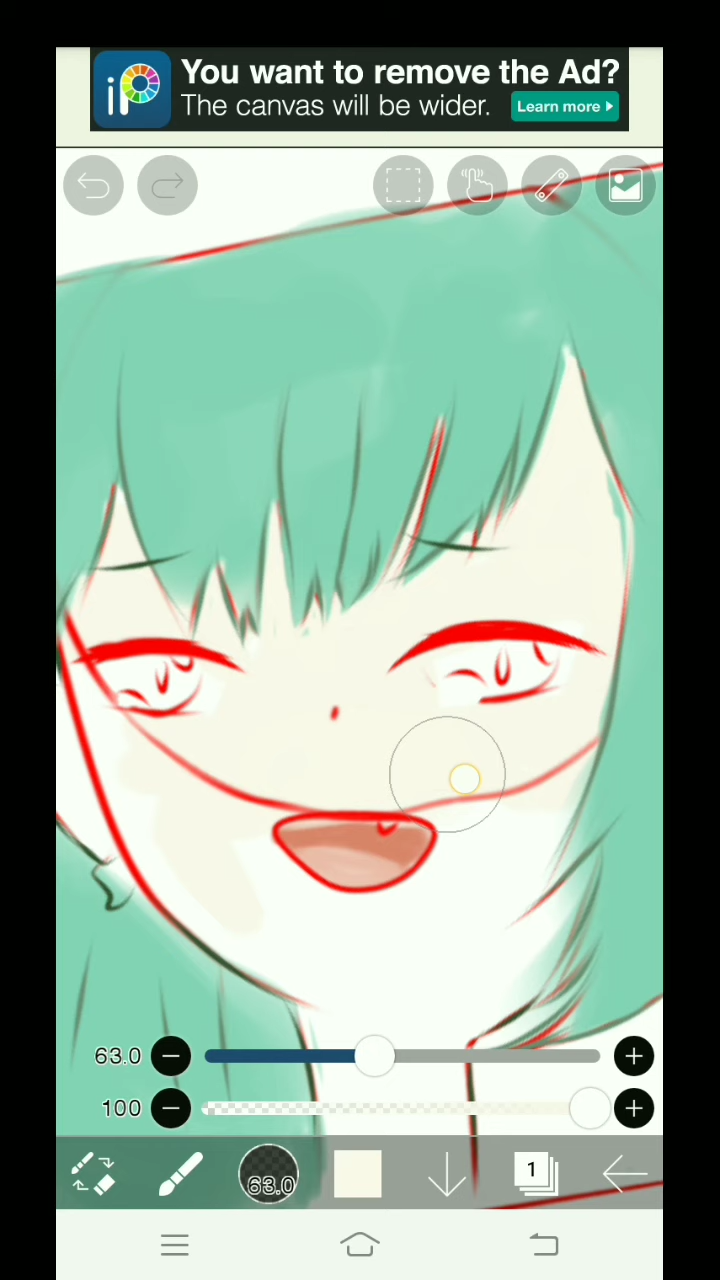 iP
You want to remove the Ad?
The canvas will be wider.
Learn more
63.0
100
63.0
1